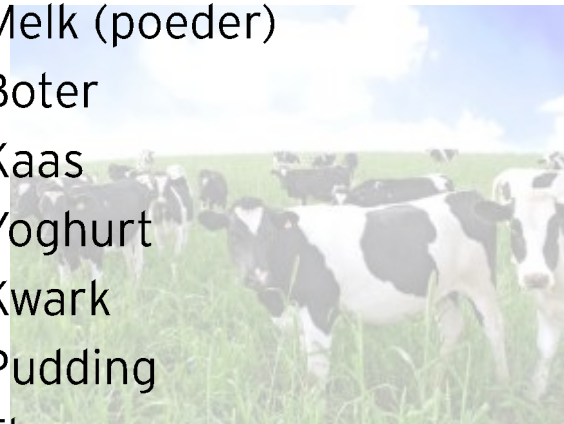 Melk (poeder)
Boter
Kaas
Yoghurt
Kwark
Pudding